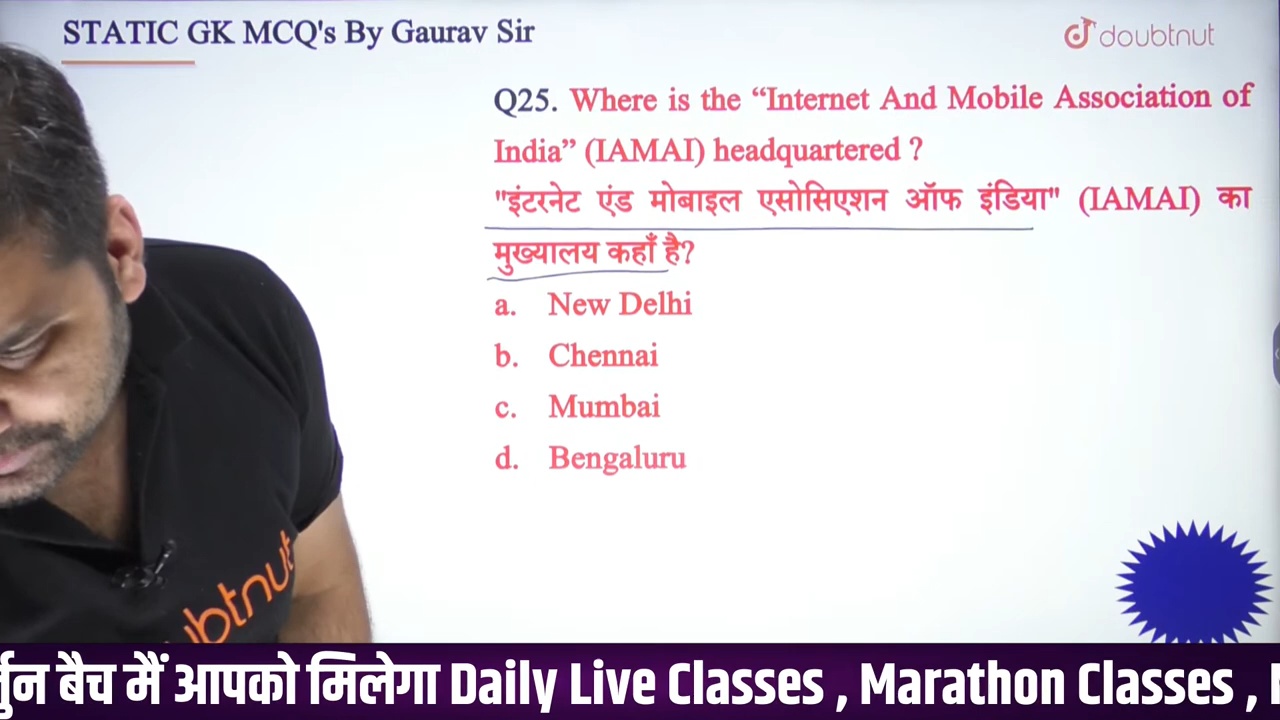 STATIC GK MCQ's By Gaurav Sir
doubtnut
Q25. Where is the “Internet And Mobile Association of
India” (IAMAI) headquartered ?
"इंटरनेट एंड मोबाइल एसोसिएशन ऑफ इंडिया" (IAMAI) का
मुख्यालय कहाँ है?
a. New Delhi
b. Chennai
c. Mumbai
d. Bengaluru
बैच मैं आपको मिलेगा Daily Live Classes , Marathon Classes ,